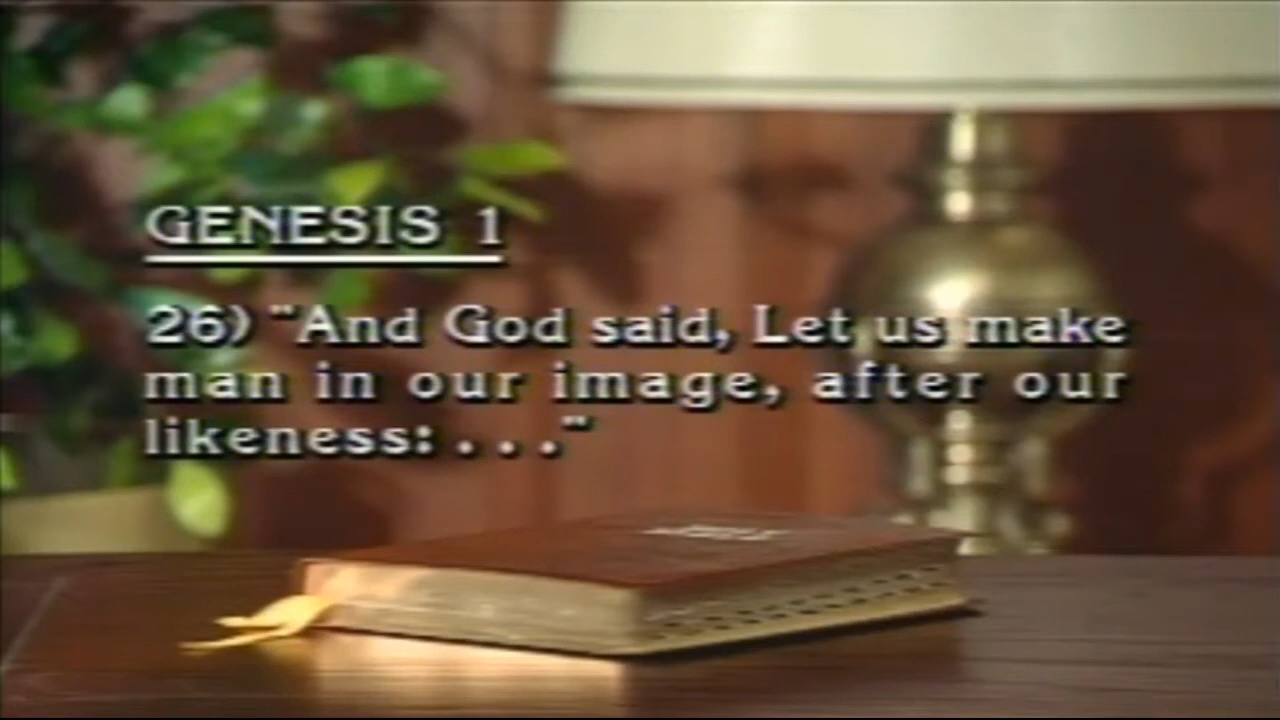 GENESIS 1
26) "And God said, Let us make
man in our image, after our
likeness: . . ."